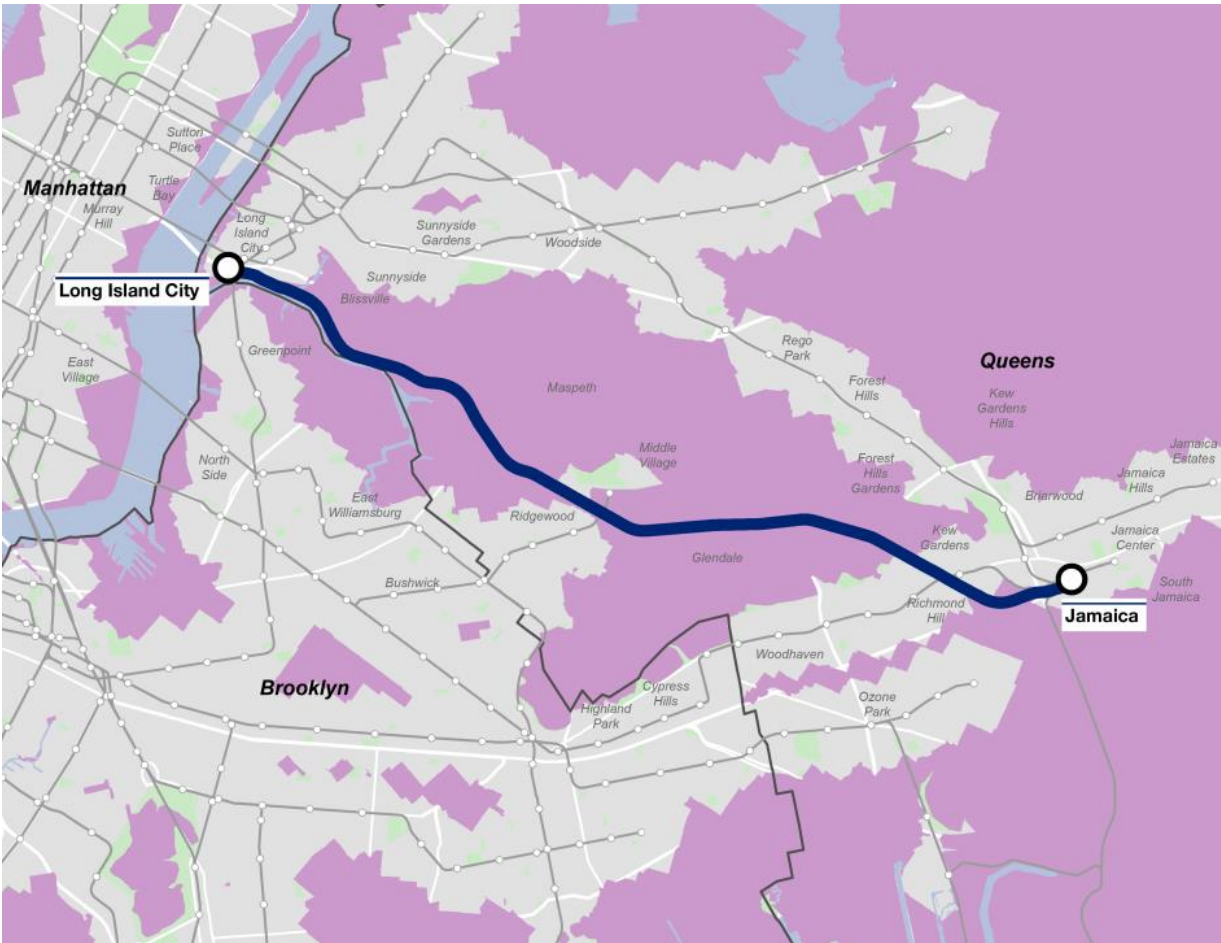 Sutton
Place
Manhattan
Turtle
Bay
Murray
Hill
Long
Island
City
Sunnyside
Gardens
Woodside
Sunnyside
Long Island City
Blissville
Greenpoint
East
Village
Rego
Park
Queens
Forest
Hills
Maspeth
Kew
Gardens
Hills
Middle
Village
Jamaica
Estates
North
Side
Forest
Hills
Gardens
Jamaica
Hills
Briarwood
East
Williamsburg
Ridgewood
Kew
Gardens
Jamaica
Center
Glendale
Bushwick
South
Jamaica
Richmond
Hill
Jamaica
Woodhaven
Brooklyn
Cypress
Hills
Highland
Park
Ozone
Park